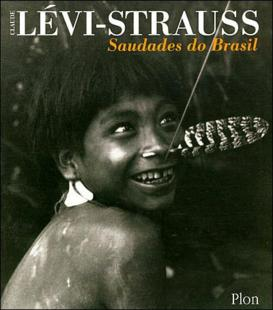 CLAUDE
LÉVI-STRAUSS
Saudades do Brasil
Plon